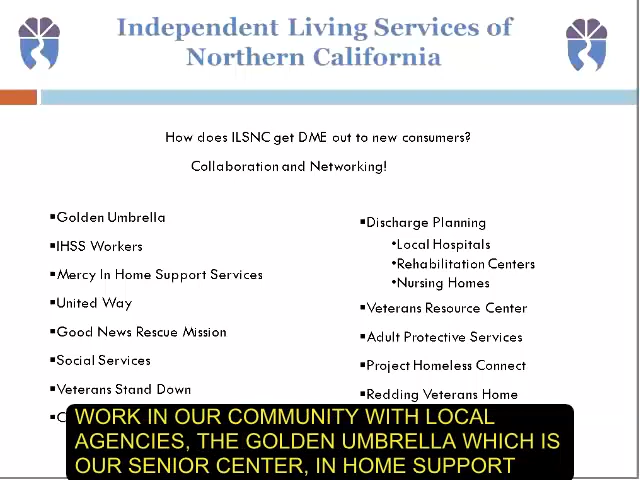 Independent Living Services of
Northern California
How does ILSNC get DME out to new consumers?
Collaboration and Networking!
▪Golden Umbrella
▪IHSS Workers
▪Mercy In Home Support Services
▪United Way
▪Good News Rescue Mission
▪Social Services
▪Veterans Stand Down
▪Discharge Planning
•Local Hospitals
•Rehabilitation Centers
•Nursing Homes
▪Veterans Resource Center
▪Adult Protective Services
▪Project Homeless Connect
▪Redding Veterans Home
WORK IN OUR COMMUNITY WITH LOCAL
AGENCIES, THE GOLDEN UMBRELLA WHICH IS
OUR SENIOR CENTER, IN HOME SUPPORT